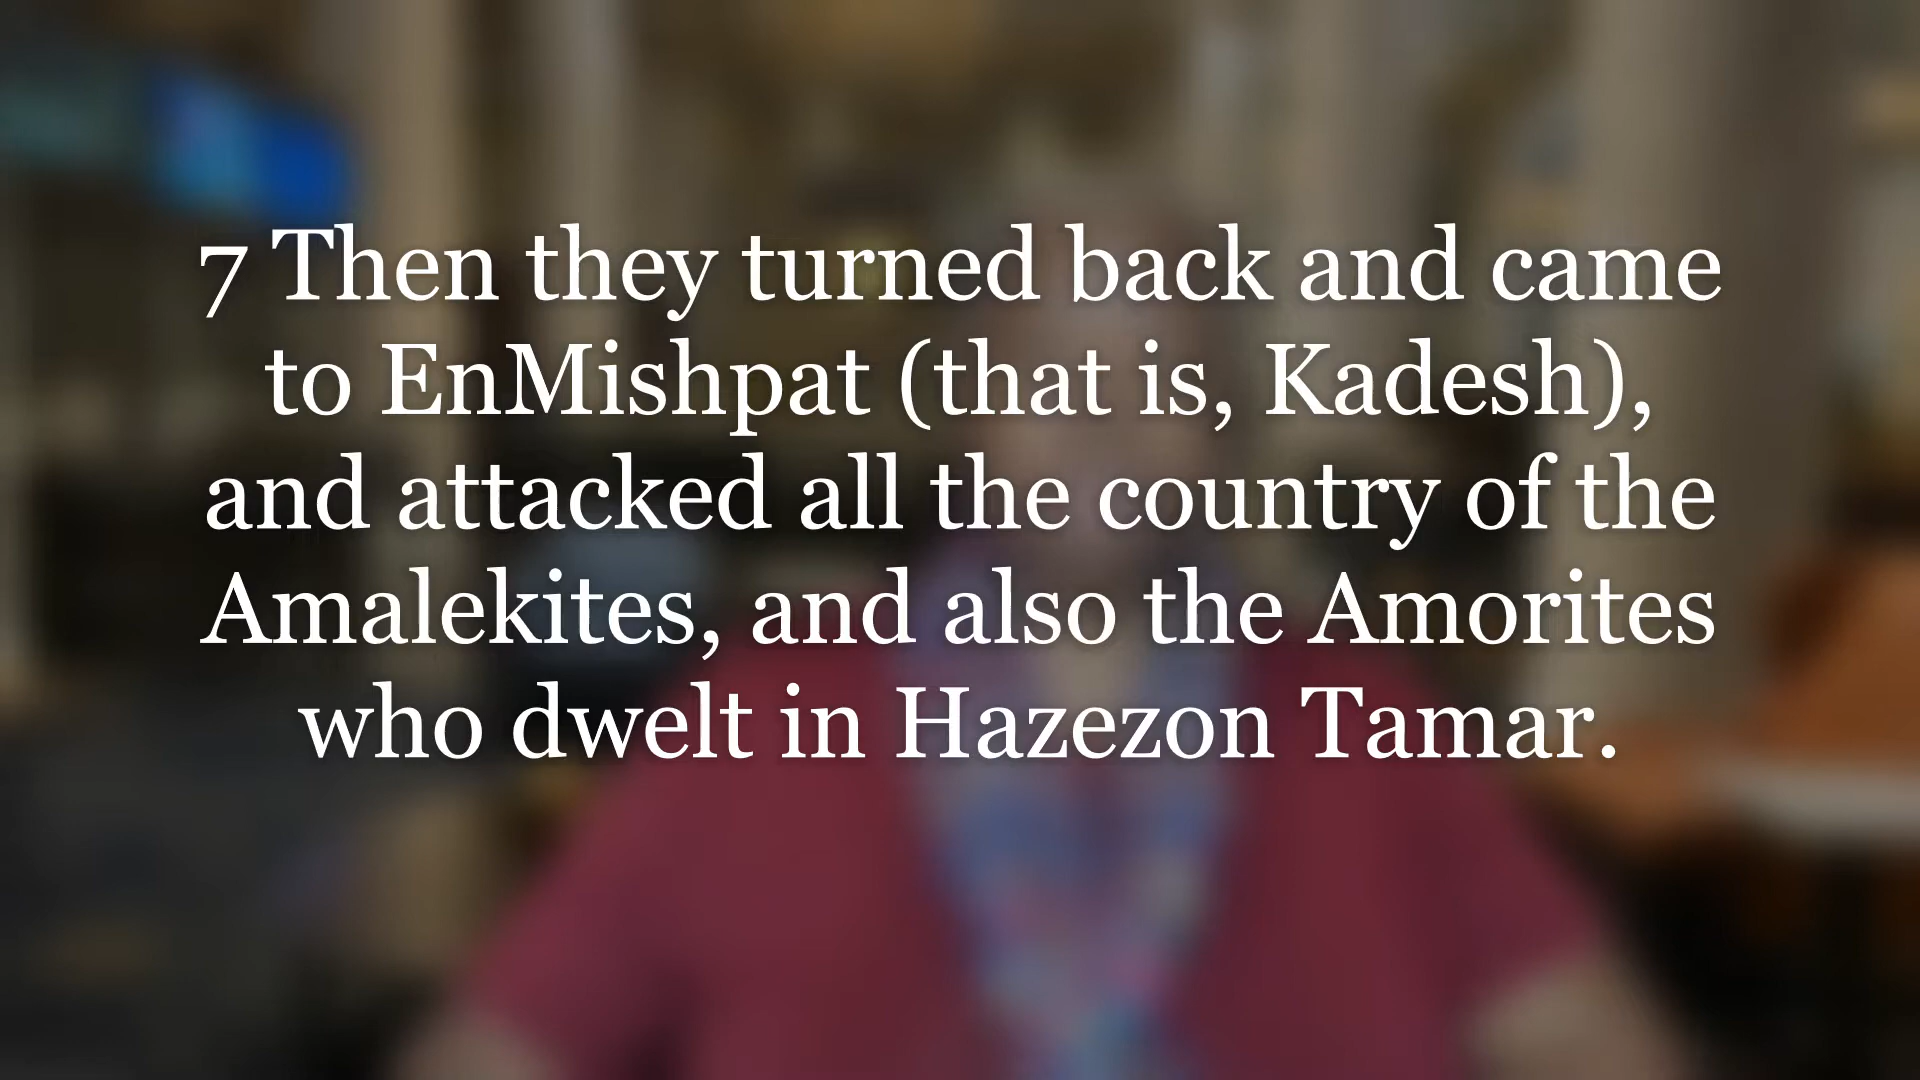 7 Then they turned back and came
to EnMishpat (that is, Kadesh),
and attacked all the country of the
Amalekites, and also the Amorites
who dwelt in Hazezon Tamar.